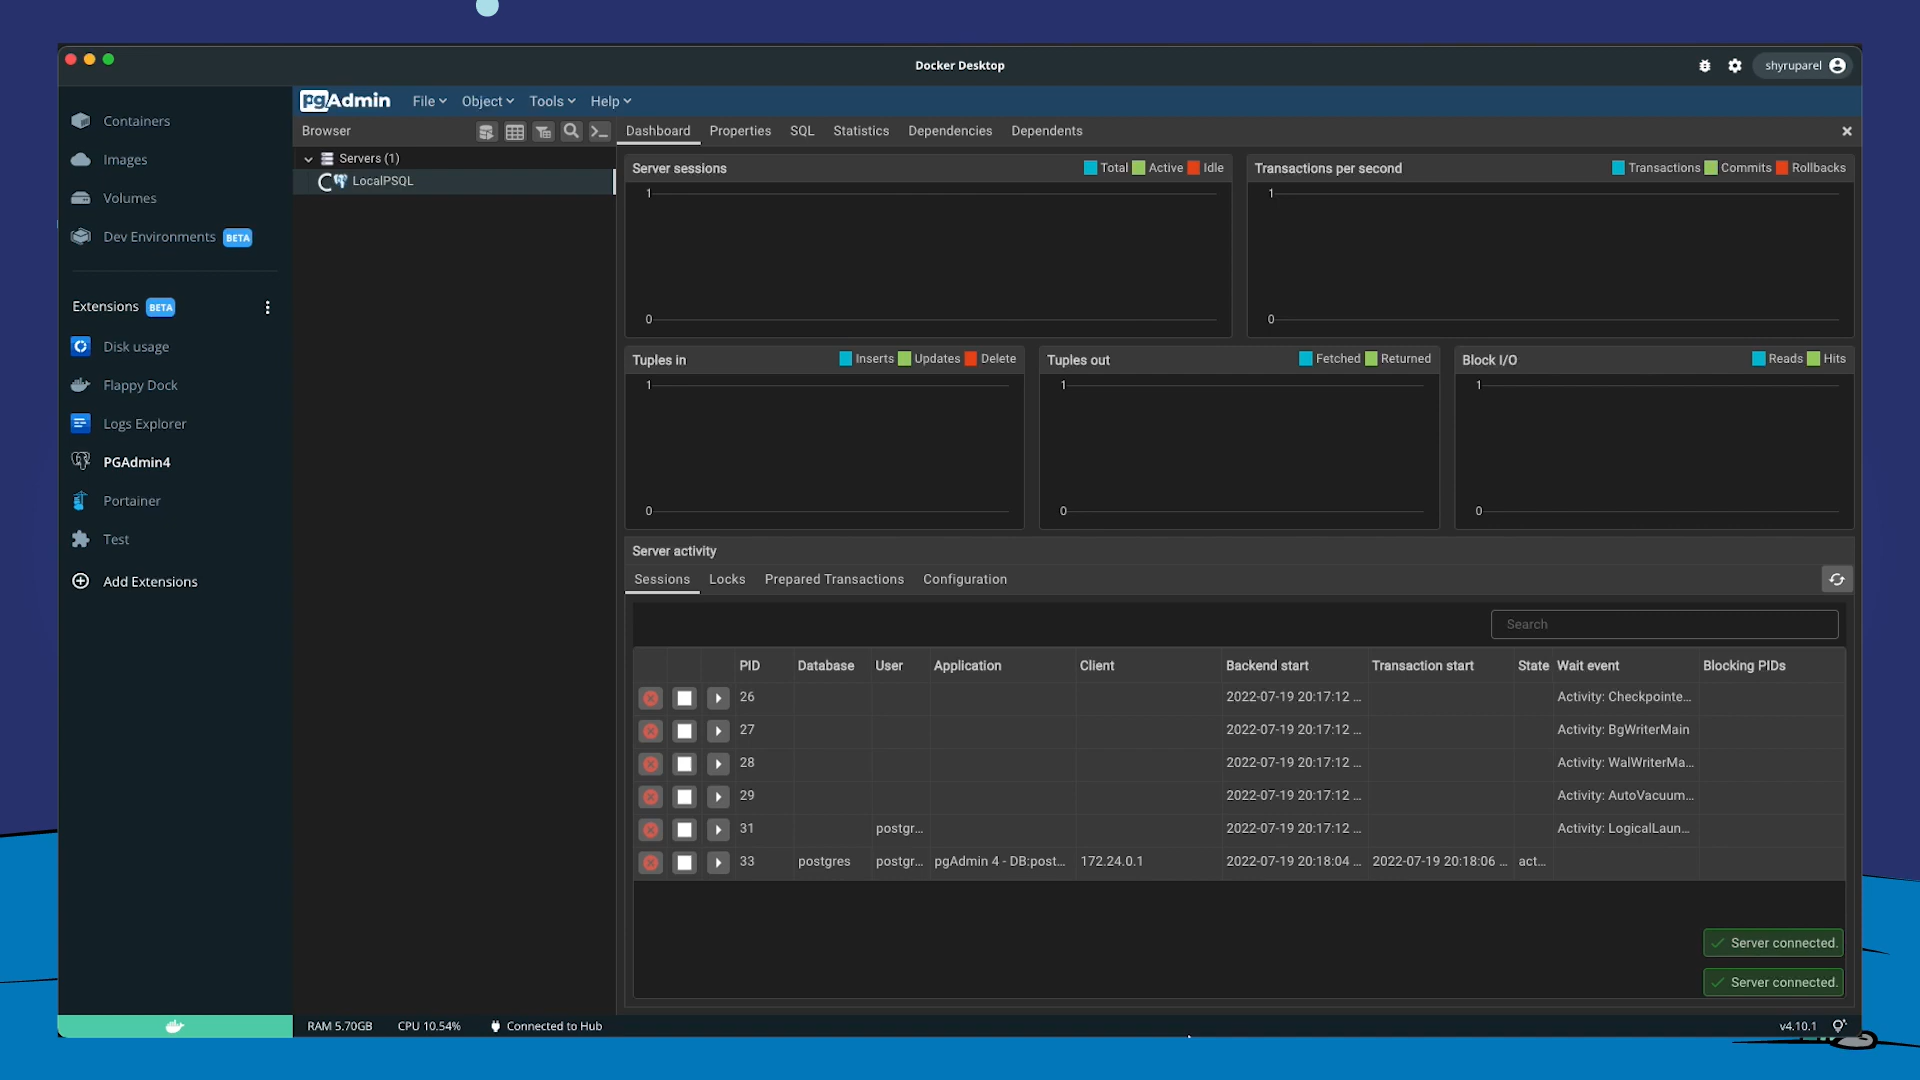 Docker Desktop
shyruparel
Containers
Images
Volumes
Dev Environments BETA
Extensions BETA
Disk usage
Flappy Dock
Logs Explorer
PGAdmin4
Portainer
Test
Add Extensions
pgAdmin File Object Tools Help
Browser
Servers (1)
LocalPSQL
Dashboard Properties SQL Statistics Dependencies Dependents
Server sessions Total Active Idle
1
0
Transactions per second Transactions Commits Rollbacks
1
0
Tuples in Inserts Updates Delete
1
0
Tuples out Fetched Returned
1
0
Block I/O Reads Hits
1
0
Server activity
Sessions Locks Prepared Transactions Configuration
Search
PID Database User Application Client Backend start Transaction start State Wait event Blocking PIDs
26 2022-07-19 20:17:12 ... Activity: Checkpointe...
27 2022-07-19 20:17:12 ... Activity: BgWriterMain
28 2022-07-19 20:17:12 ... Activity: WalWriterMa...
29 2022-07-19 20:17:12 ... Activity: AutoVacuum...
31 postgr... 2022-07-19 20:17:12 ... Activity: LogicalLaun...
33 postgres postgr... pgAdmin 4 - DB:post... 172.24.0.1 2022-07-19 20:18:04 ... 2022-07-19 20:18:06 ... act...
Server connected.
Server connected.
RAM 5.70GB CPU 10.54% Connected to Hub
v4.10.1